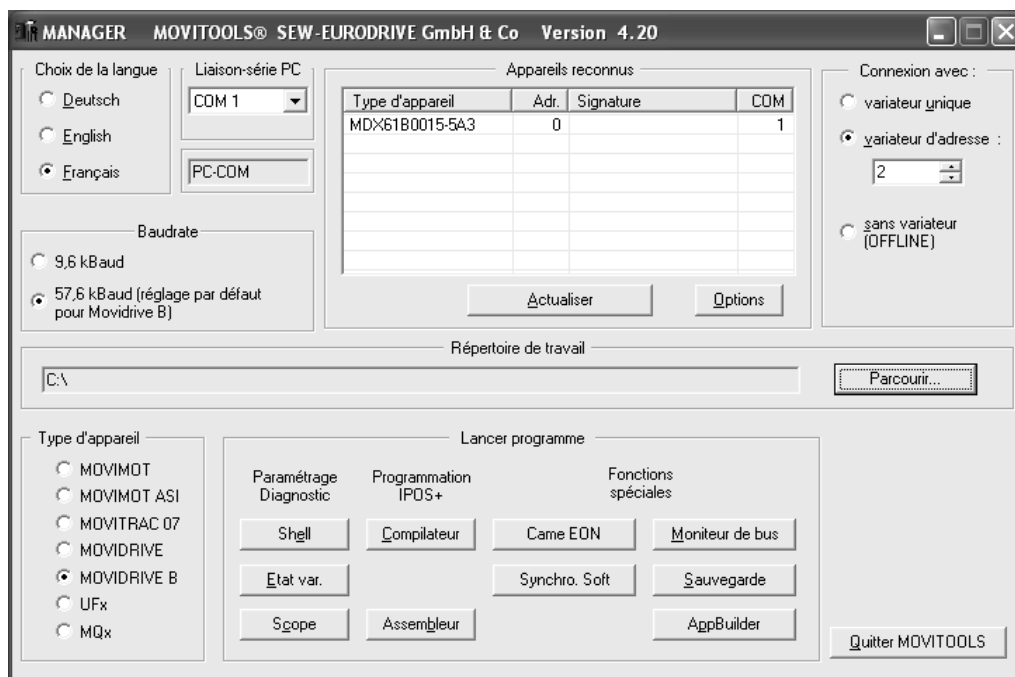 MANAGER MOVITOOLS® SEW-EURODRIVE GmbH & Co Version 4.20
Choix de la langue
Deutsch
English
Français
Liaison-série PC
COM 1
PC-COM
Appareils reconnus
Type d'appareil Adr. Signature COM
MDX61B0015-5A3 0 1
Actualiser
Options
Connexion avec :
variateur unique
variateur d'adresse :
2
sans variateur
(OFFLINE)
Baudrate
9,6 kBaud
57,6 kBaud (réglage par défaut
pour Movidrive B)
Répertoire de travail
C:\
Parcourir...
Type d'appareil
MOVIMOT
MOVIMOT ASI
MOVITRAC 07
MOVIDRIVE
MOVIDRIVE B
UFx
MQx
Lancer programme
Paramétrage
Diagnostic
Programmation
IPOS+
Fonctions
spéciales
Shell
Compilateur
Came EON
Moniteur de bus
Etat var.
Synchro. Soft
Sauvegarde
Scope
Assembleur
AppBuilder
Quitter MOVITOOLS